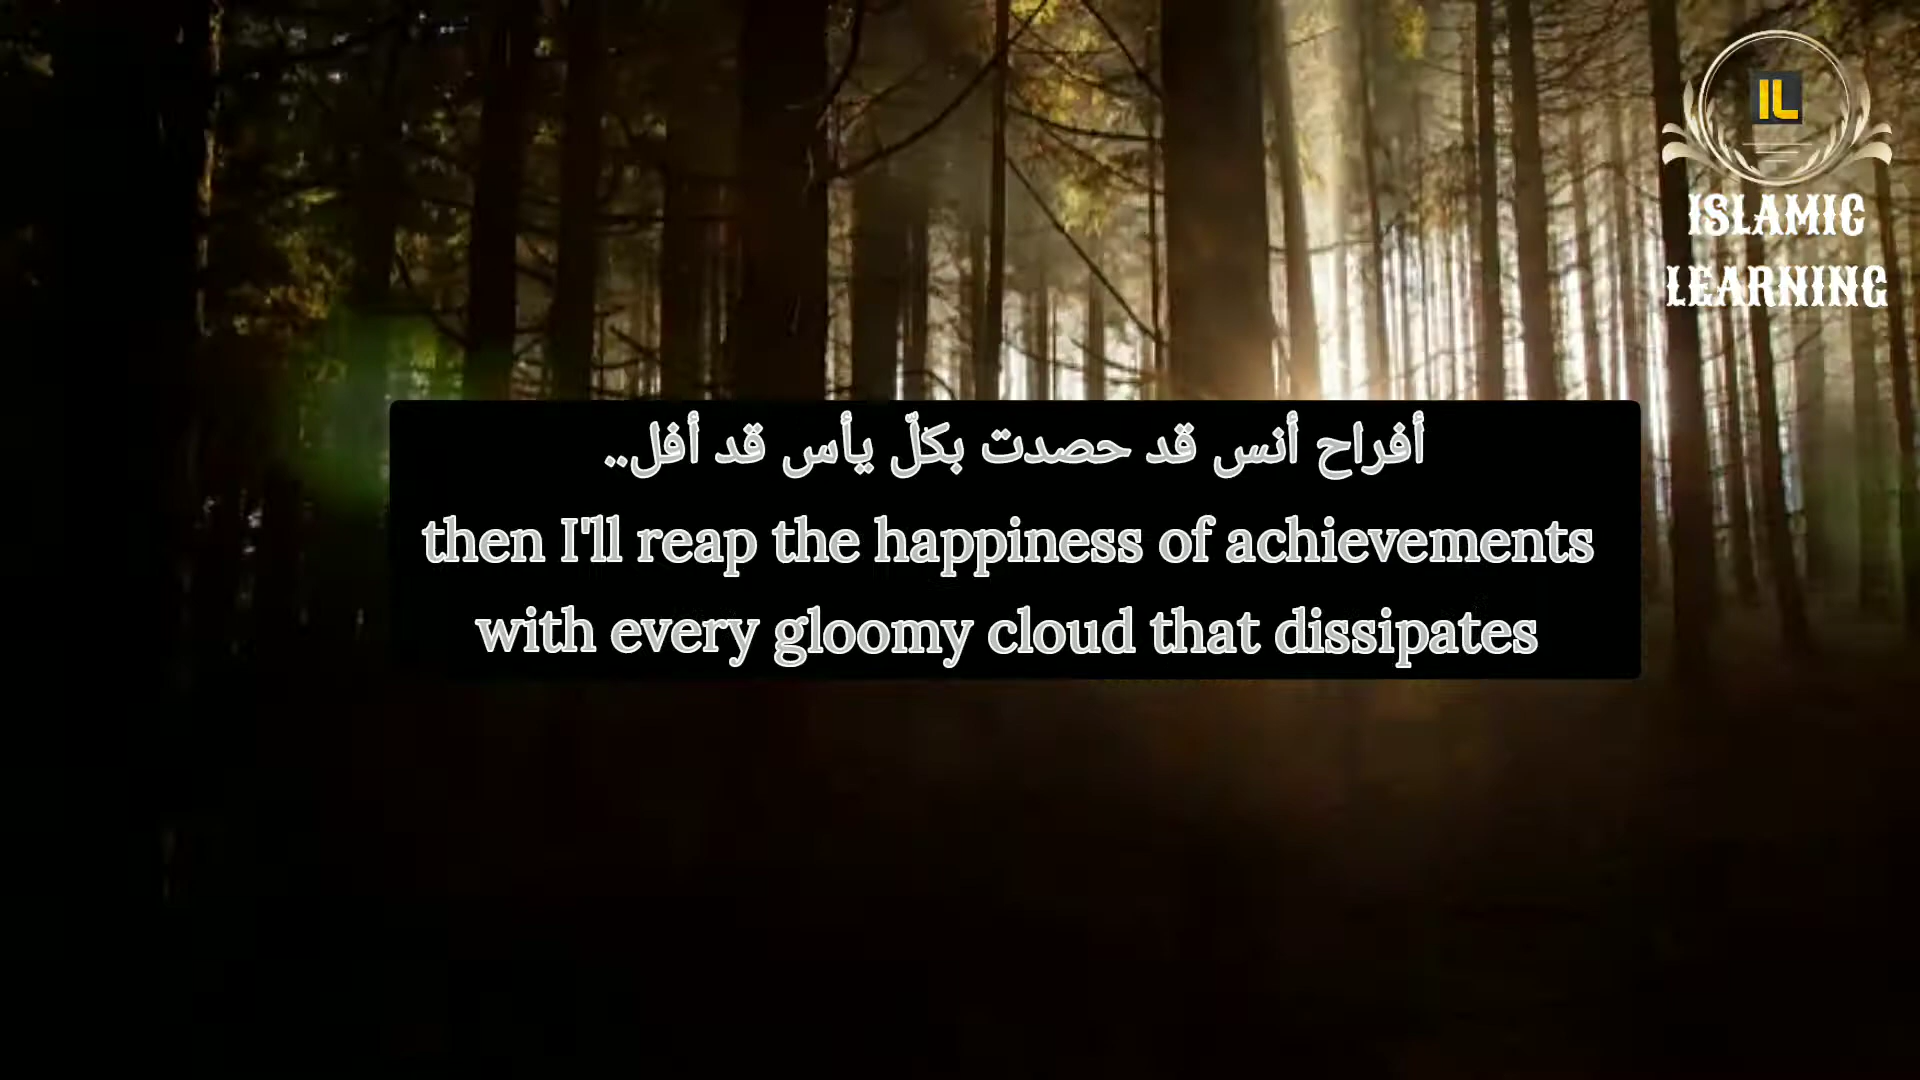 IL
ISLAMIC
LEARNING
أفراح أنس قد حصدت بكلّ يأس قد أفل..
then I'll reap the happiness of achievements
with every gloomy cloud that dissipates